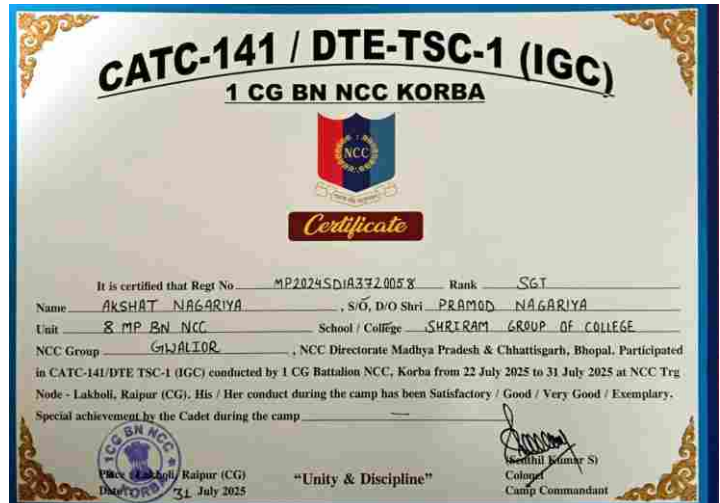 CATC-141 / DTE-TSC-1 (IGC)
1 CG BN NCC KORBA
NCC
Certificate
It is certified that Regt No MP2024SDIA3720058 Rank SGT
Name AKSHAT NAGARIYA, S/O, D/O Shri PRAMOD NAGARIYA
Unit 8 MP BN NCC School / College SHRIRAM GROUP OF COLLEGE
NCC Group GWALIOR, NCC Directorate Madhya Pradesh & Chhattisgarh, Bhopal. Participated
in CATC-141/DTE TSC-1 (IGC) conducted by 1 CG Battalion NCC, Korba from 22 July 2025 to 31 July 2025 at NCC Trg
Node - Lakholi, Raipur (CG). His / Her conduct during the camp has been Satisfactory / Good / Very Good / Exemplary.
Special achievement by the Cadet during the camp —
1 CG BN NCC
KORBA
(Senthil Kumar S)
Place : Lakholi, Raipur (CG) "Unity & Discipline" Colonel
Date 31 July 2025 Camp Commandant